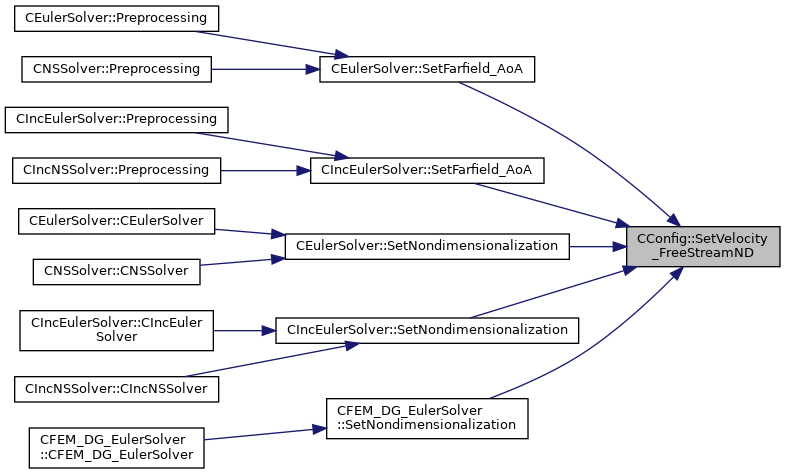 CEulerSolver::Preprocessing
CNSSolver::Preprocessing
CEulerSolver::SetFarfield_AoA
CIncEulerSolver::Preprocessing
CIncNSSolver::Preprocessing
CIncEulerSolver::SetFarfield_AoA
CEulerSolver::CEulerSolver
CNSSolver::CNSSolver
CEulerSolver::SetNondimensionalization
CConfig::SetVelocity
_FreeStreamND
CIncEulerSolver::CIncEuler
Solver
CIncNSSolver::CIncNSSolver
CIncEulerSolver::SetNondimensionalization
CFEM_DG_EulerSolver
::CFEM_DG_EulerSolver
CFEM_DG_EulerSolver
::SetNondimensionalization